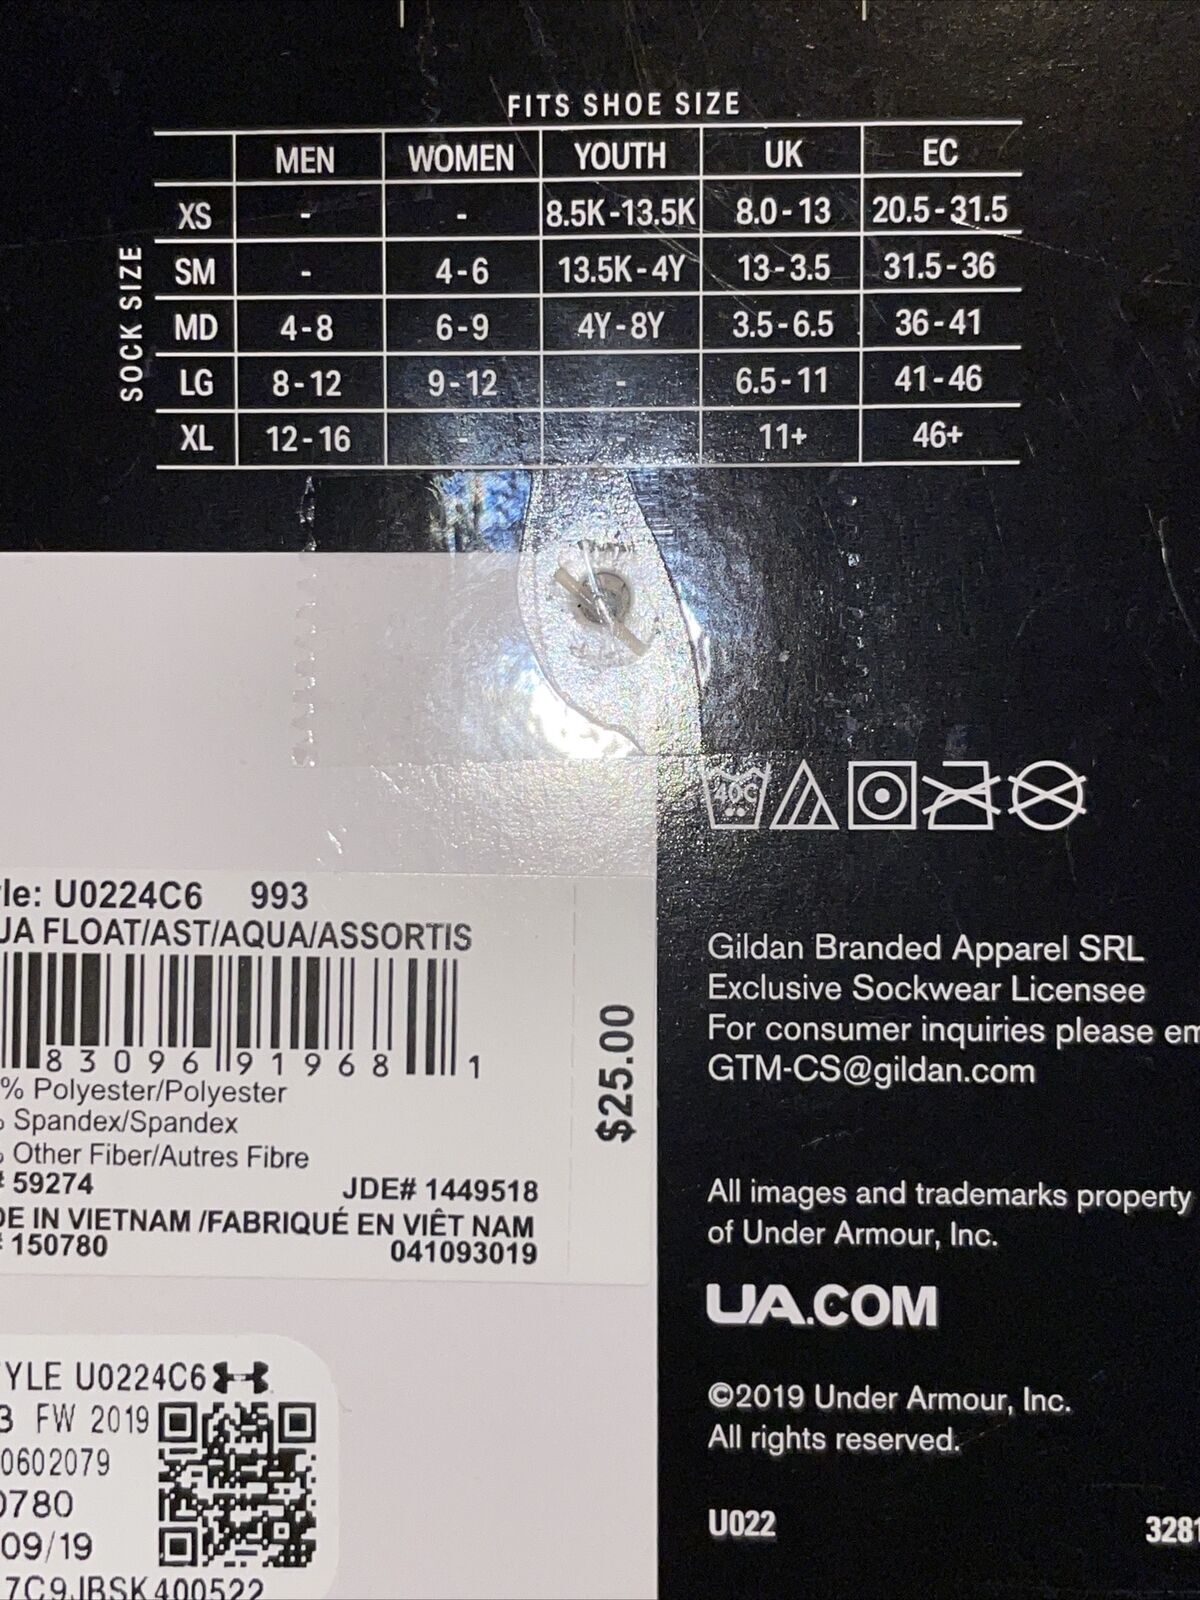 FITS SHOE SIZE
MEN WOMEN YOUTH UK EC
SOCK SIZE
XS - - 8.5K-13.5K 8.0-13 20.5-31.5
SM - 4-6 13.5K-4Y 13-3.5 31.5-36
MD 4-8 6-9 4Y-8Y 3.5-6.5 36-41
LG 8-12 9-12 - 6.5-11 41-46
XL 12-16 - - 11+ 46+
40C
le: U0224C6 993
UA FLOAT/AST/AQUA/ASSORTIS
83096 91968 1
% Polyester/Polyester
Spandex/Spandex
Other Fiber/Autres Fibre
# 59274 JDE# 1449518
DE IN VIETNAM /FABRIQUÉ EN VIÊT NAM
150780 041093019
$25.00
YLE U0224C6
3 FW 2019
0602079
0780
09/19
7C9JBSK400522
Gildan Branded Apparel SRL
Exclusive Sockwear Licensee
For consumer inquiries please em
GTM-CS@gildan.com
All images and trademarks property
of Under Armour, Inc.
UA.COM
©2019 Under Armour, Inc.
All rights reserved.
U022 3281